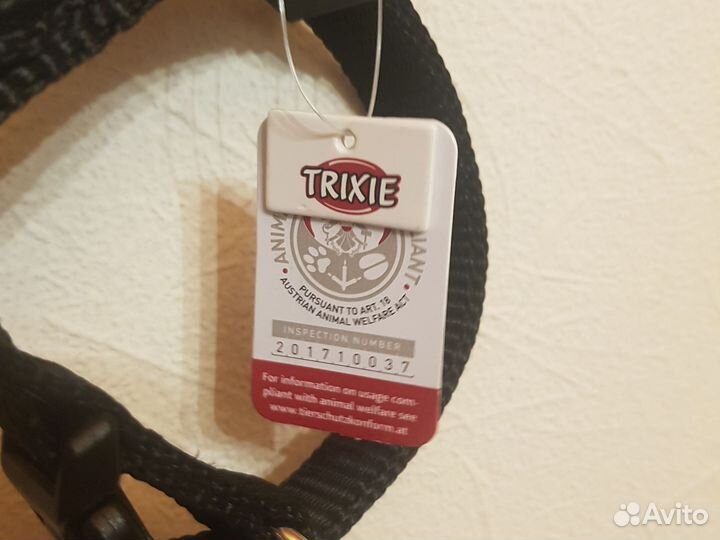 TRIXIE
PURSUANT TO ART. 18
AUSTRIAN ANIMAL WELFARE ACT
INSPECTION NUMBER
201710037
For information on usage com-
pliant with animal welfare see
www.tierschutzkonform.at
Avito